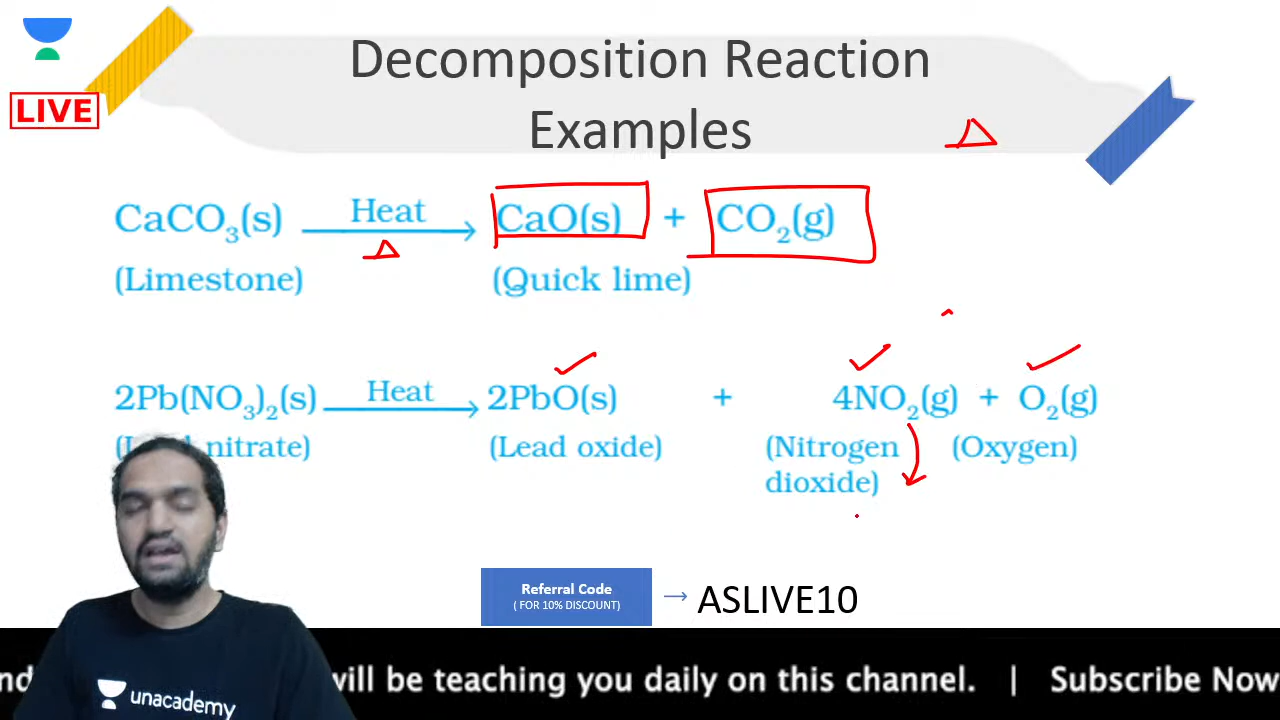 LIVE
Decomposition Reaction
Examples
Δ
CaCO₃(s) Heat CaO(s) + CO₂(g)
Δ
(Limestone) (Quick lime)
2Pb(NO₃)₂(s) Heat 2PbO(s) + 4NO₂(g) + O₂(g)
nitrate) (Lead oxide) (Nitrogen (Oxygen)
dioxide)
Referral Code
( FOR 10% DISCOUNT)
→ ASLIVE10
will be teaching you daily on this channel. | Subscribe Now
unacademy